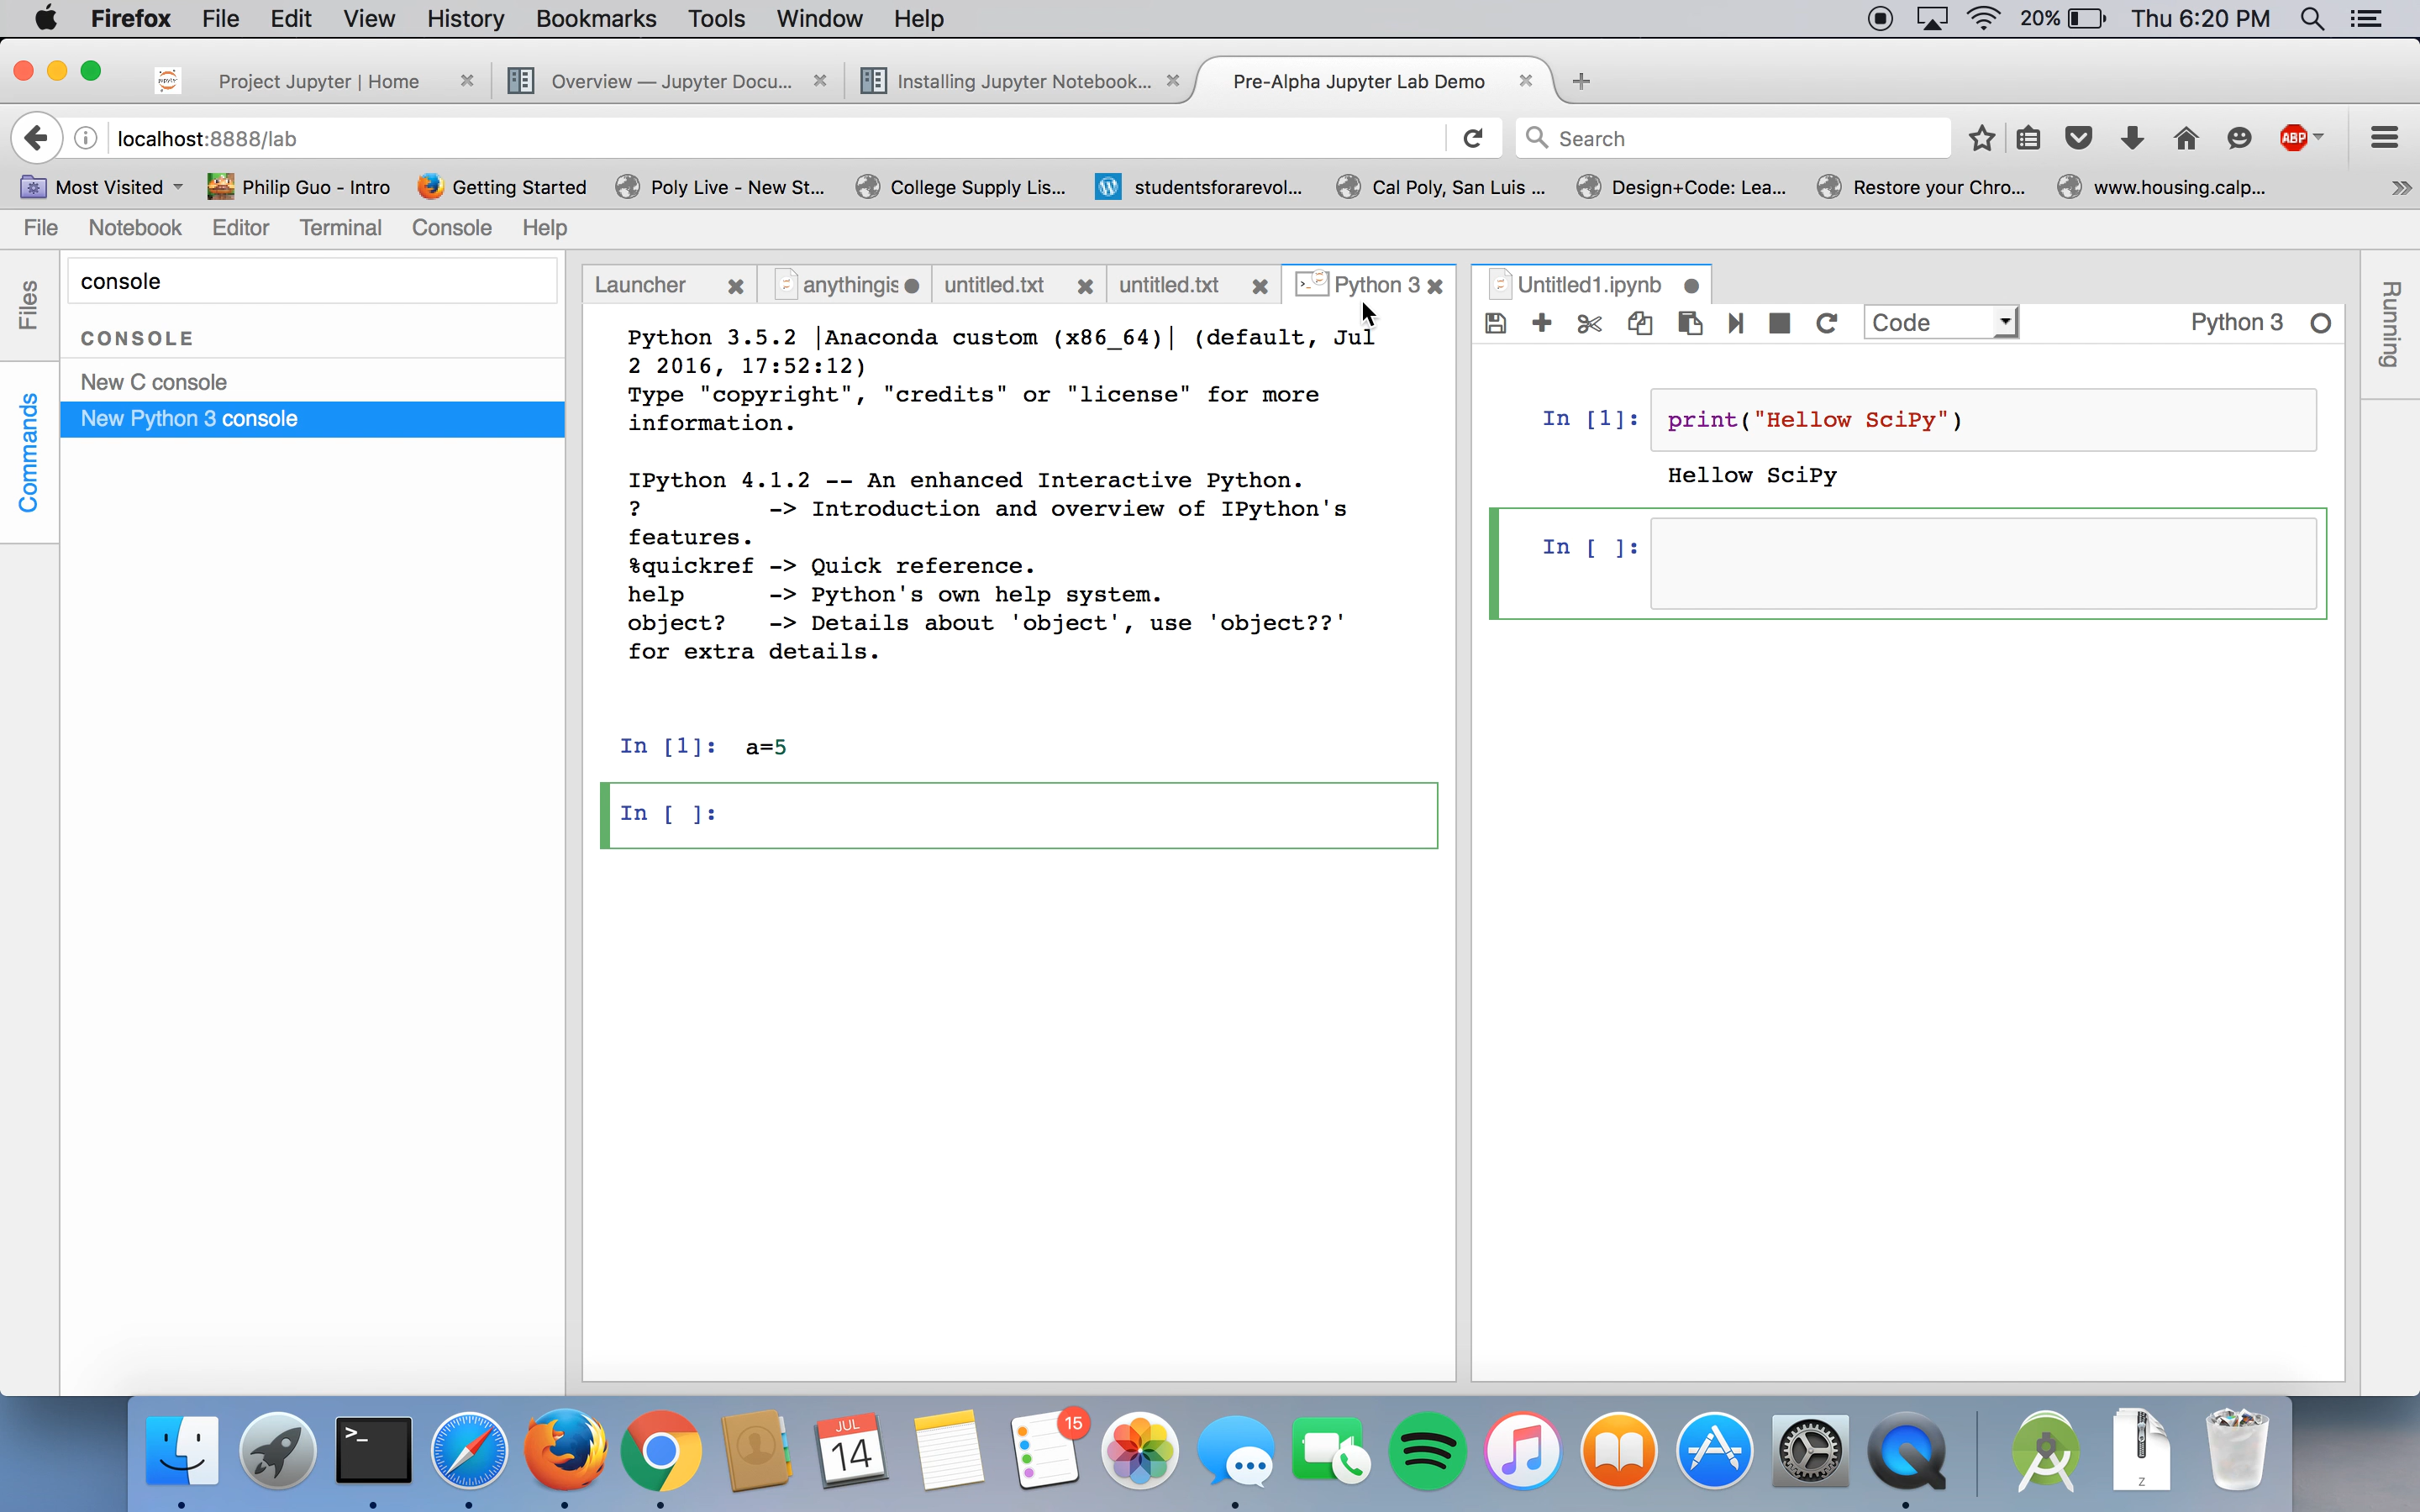 Firefox File Edit View History Bookmarks Tools Window Help 20% Thu 6:20 PM
Project Jupyter | Home Overview — Jupyter Docu... Installing Jupyter Notebook... Pre-Alpha Jupyter Lab Demo
localhost:8888/lab Search ABP
Most Visited Philip Guo - Intro Getting Started Poly Live - New St... College Supply Lis... studentsforarevol... Cal Poly, San Luis ... Design+Code: Lea... Restore your Chro... www.housing.calp...
File Notebook Editor Terminal Console Help
Files
Commands
console
CONSOLE
New C console
New Python 3 console
Launcher anythingis untitled.txt untitled.txt Python 3
Python 3.5.2 |Anaconda custom (x86_64)| (default, Jul
2 2016, 17:52:12)
Type "copyright", "credits" or "license" for more
information.
IPython 4.1.2 -- An enhanced Interactive Python.
? -> Introduction and overview of IPython's
features.
%quickref -> Quick reference.
help -> Python's own help system.
object? -> Details about 'object', use 'object??'
for extra details.
In [1]: a=5
In [ ]:
Untitled1.ipynb
Code Python 3
In [1]: print("Hellow SciPy")
Hellow SciPy
In [ ]:
Running
>_
JUL
14
15
Z